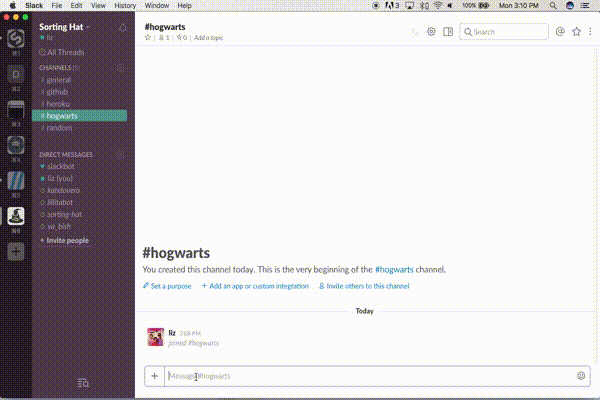 Slack File Edit View History Window Help 3 100% Mon 3:10 PM
Sorting Hat
liz
All Threads
CHANNELS (5)
# general
# github
# heroku
# hogwarts
# random
DIRECT MESSAGES
slackbot
liz (you)
katelovera
lillitabot
sorting-hat
yo_bish
+ Invite people
D
⌘1
⌘2
⌘3
⌘4
⌘5
⌘6
#hogwarts
1 0 Add a topic
Search
#hogwarts
You created this channel today. This is the very beginning of the #hogwarts channel.
Set a purpose + Add an app or custom integration Invite others to this channel
Today
liz 3:06 PM
joined #hogwarts
Message #hogwarts